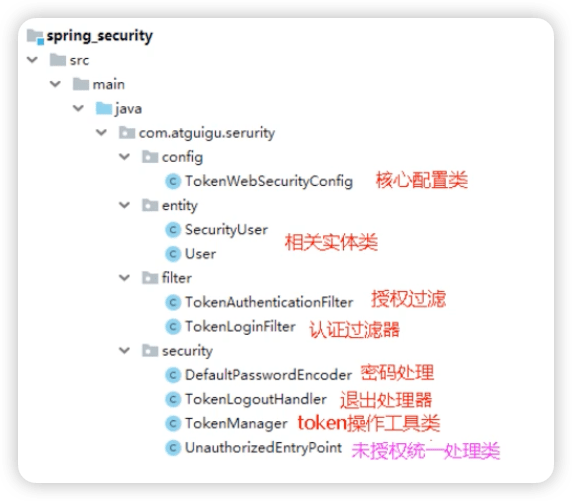 spring_security
src
main
java
com.atguigu.serurity
config
TokenWebSecurityConfig 核心配置类
entity
SecurityUser
相关实体类
User
filter
TokenAuthenticationFilter 授权过滤
TokenLoginFilter 认证过滤器
security
DefaultPasswordEncoder 密码处理
TokenLogoutHandler 退出处理器
TokenManager token操作工具类
UnauthorizedEntryPoint 未授权统一处理类